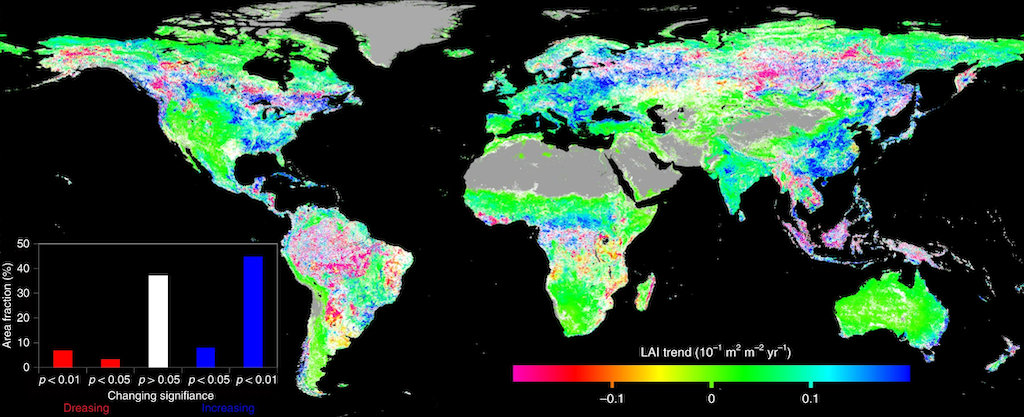 50
40
30
20
10
0
Area fraction (%)
p < 0.01 p < 0.05 p > 0.05 p < 0.05 p < 0.01
Changing signifiance
Dreasing Increasing
LAI trend (10⁻¹ m² m⁻² yr⁻¹)
−0.1 0 0.1